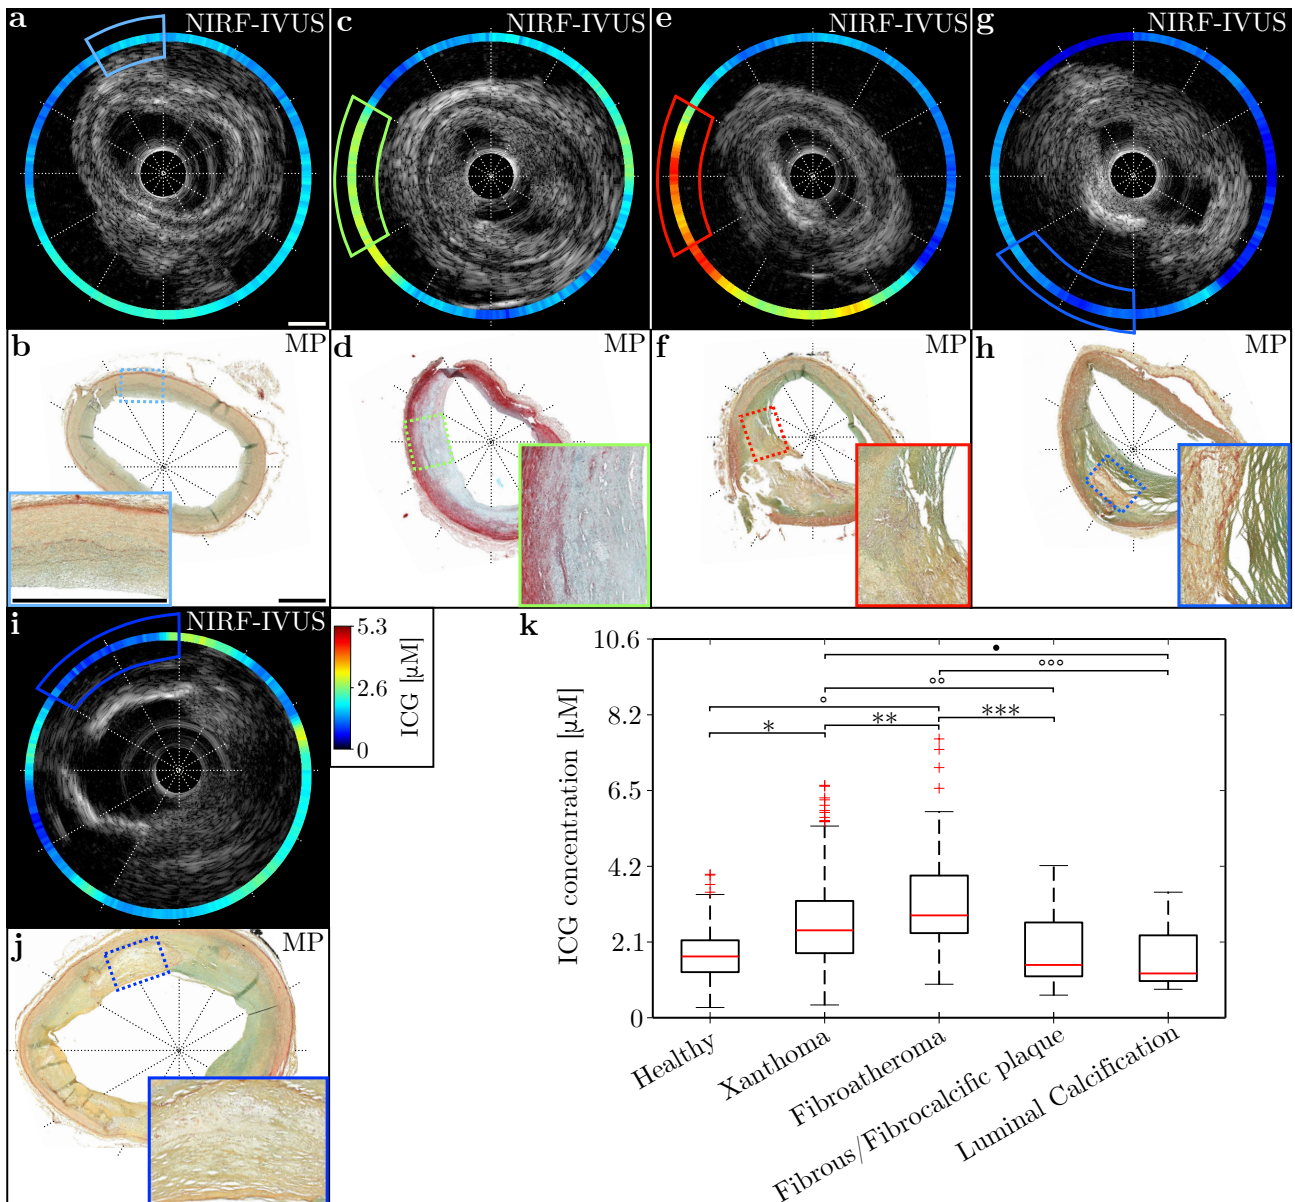 a NIRF-IVUS
c NIRF-IVUS
e NIRF-IVUS
g NIRF-IVUS
b MP
d MP
f MP
h MP
i NIRF-IVUS
5.3
2.6
0
ICG [µM]
j MP
k
10.6
8.2
6.5
4.2
2.1
0
ICG concentration [µM]
•
°°°
°°
°
*
**
***
Healthy
Xanthoma
Fibroatheroma
Fibrous/Fibrocalcific plaque
Luminal Calcification